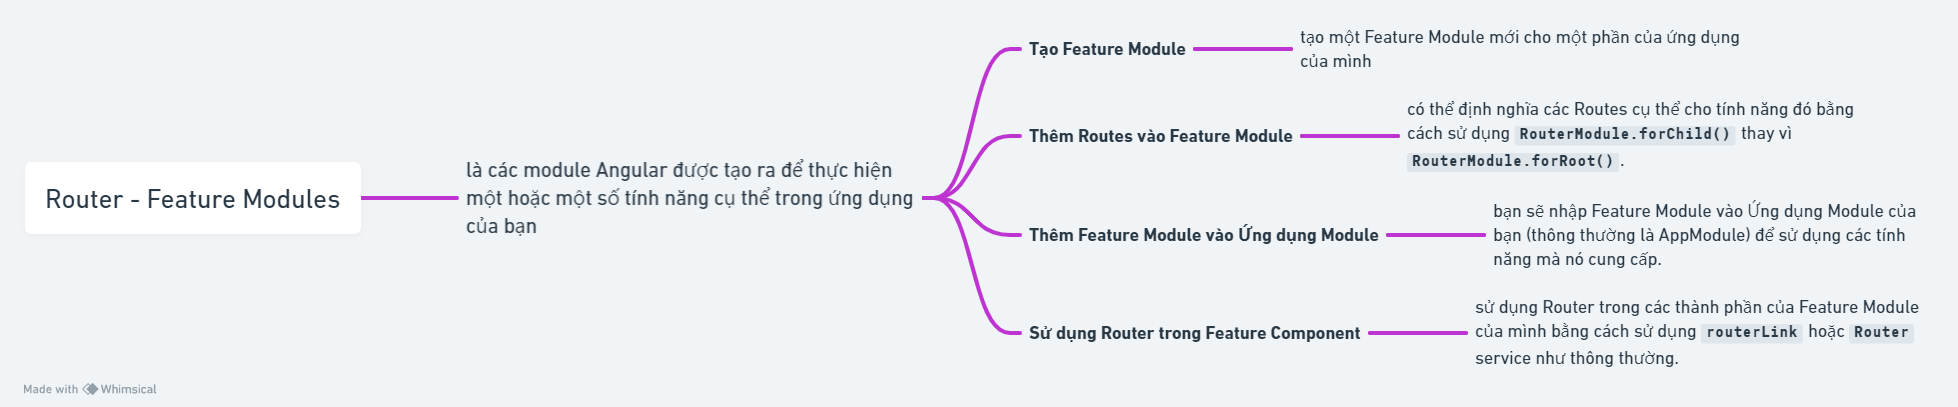 Router - Feature Modules
là các module Angular được tạo ra để thực hiện
một hoặc một số tính năng cụ thể trong ứng dụng
của bạn
Tạo Feature Module
tạo một Feature Module mới cho một phần của ứng dụng
của mình
Thêm Routes vào Feature Module
có thể định nghĩa các Routes cụ thể cho tính năng đó bằng
cách sử dụng RouterModule.forChild() thay vì
RouterModule.forRoot().
Thêm Feature Module vào Ứng dụng Module
bạn sẽ nhập Feature Module vào Ứng dụng Module của
bạn (thông thường là AppModule) để sử dụng các tính
năng mà nó cung cấp.
Sử dụng Router trong Feature Component
sử dụng Router trong các thành phần của Feature Module
của mình bằng cách sử dụng routerLink hoặc Router
service như thông thường.
Made with Whimsical